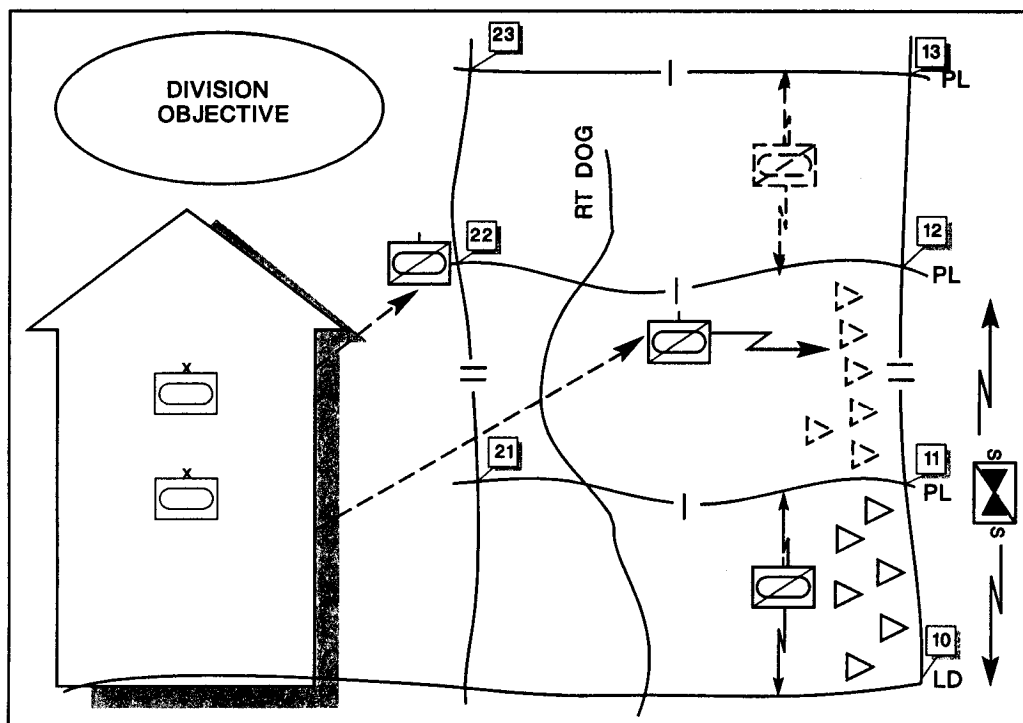 23
13
PL
DIVISION
OBJECTIVE
RT DOG
22
12
PL
x
x
21
11
PL
S
S
10
LD